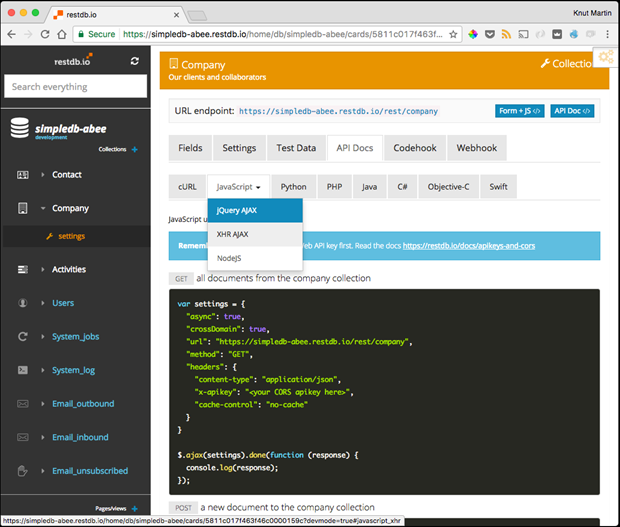 restdb.io
Knut Martin
Secure https://simpledb-abee.restdb.io/home/db/simpledb-abee/cards/5811c017f463f...
restdb.io
Search everything
simpledb-abee
development
Collections +
Contact
Company
settings
Activities
Users
System_jobs
System_log
Email_outbound
Email_inbound
Email_unsubscribed
Pages/views +
Company
Our clients and collaborators
Collectio
URL endpoint: https://simpledb-abee.restdb.io/rest/company
Form + JS </>
API Doc </>
Fields Settings Test Data API Docs Codehook Webhook
cURL JavaScript Python PHP Java C# Objective-C Swift
jQuery AJAX
XHR AJAX
NodeJS
JavaScript u
Rememb eb API key first. Read the docs https://restdb.io/docs/apikeys-and-cors
GET all documents from the company collection
var settings = {
"async": true,
"crossDomain": true,
"url": "https://simpledb-abee.restdb.io/rest/company",
"method": "GET",
"headers": {
"content-type": "application/json",
"x-apikey": "<your CORS apikey here>",
"cache-control": "no-cache"
}
}
$.ajax(settings).done(function (response) {
console.log(response);
});
POST a new document to the company collection
https://simpledb-abee.restdb.io/home/db/simpledb-abee/cards/5811c017f463f46c0000159c?devmode=true#javascript_xhr